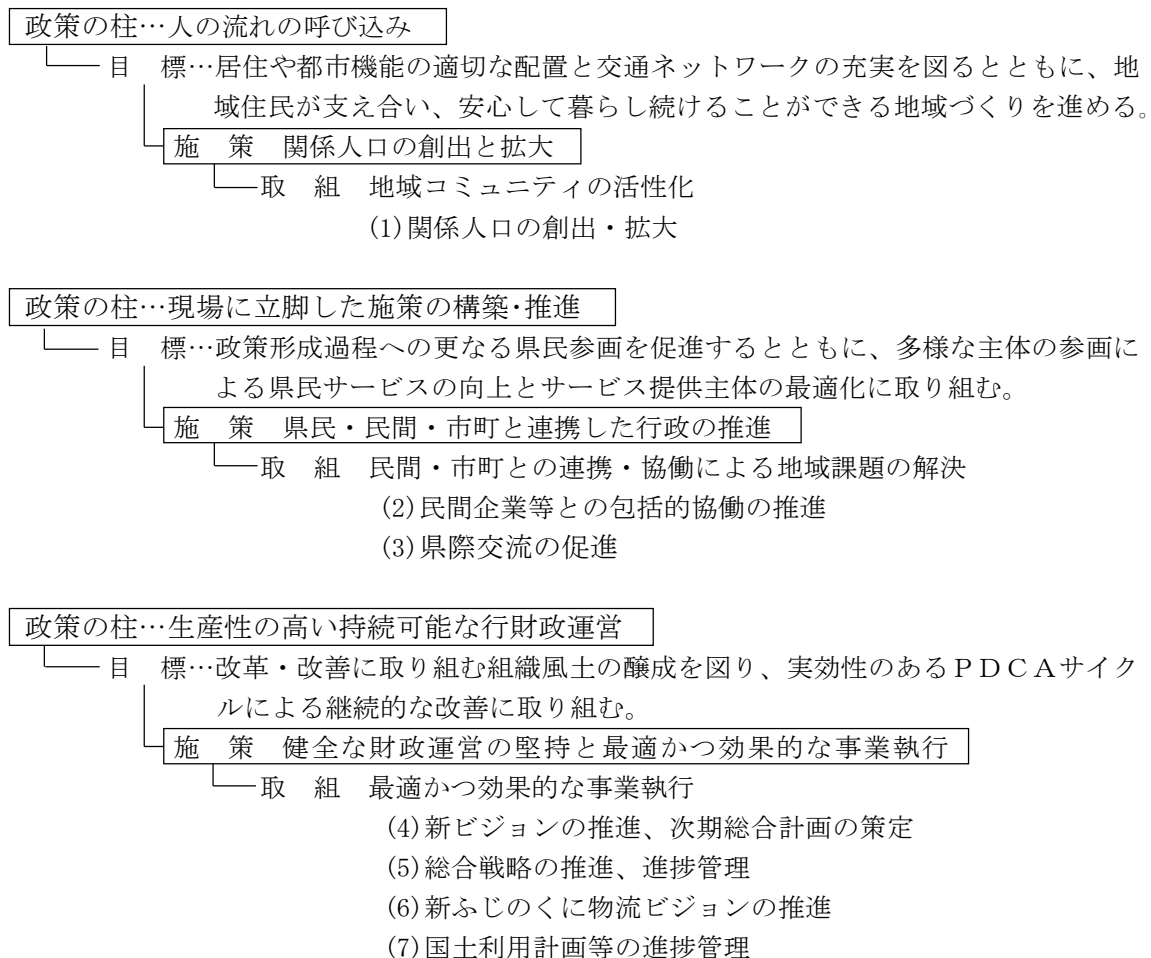 政策の柱…人の流れの呼び込み
目　標…居住や都市機能の適切な配置と交通ネットワークの充実を図るとともに、地
域住民が支え合い、安心して暮らし続けることができる地域づくりを進める。
施　策　関係人口の創出と拡大
取　組　地域コミュニティの活性化
(1)関係人口の創出・拡大
政策の柱…現場に立脚した施策の構築・推進
目　標…政策形成過程への更なる県民参画を促進するとともに、多様な主体の参画に
よる県民サービスの向上とサービス提供主体の最適化に取り組む。
施　策　県民・民間・市町と連携した行政の推進
取　組　民間・市町との連携・協働による地域課題の解決
(2)民間企業等との包括的協働の推進
(3)県際交流の促進
政策の柱…生産性の高い持続可能な行財政運営
目　標…改革・改善に取り組む組織風土の醸成を図り、実効性のあるＰＤＣＡサイク
ルによる継続的な改善に取り組む。
施　策　健全な財政運営の堅持と最適かつ効果的な事業執行
取　組　最適かつ効果的な事業執行
(4)新ビジョンの推進、次期総合計画の策定
(5)総合戦略の推進、進捗管理
(6)新ふじのくに物流ビジョンの推進
(7)国土利用計画等の進捗管理